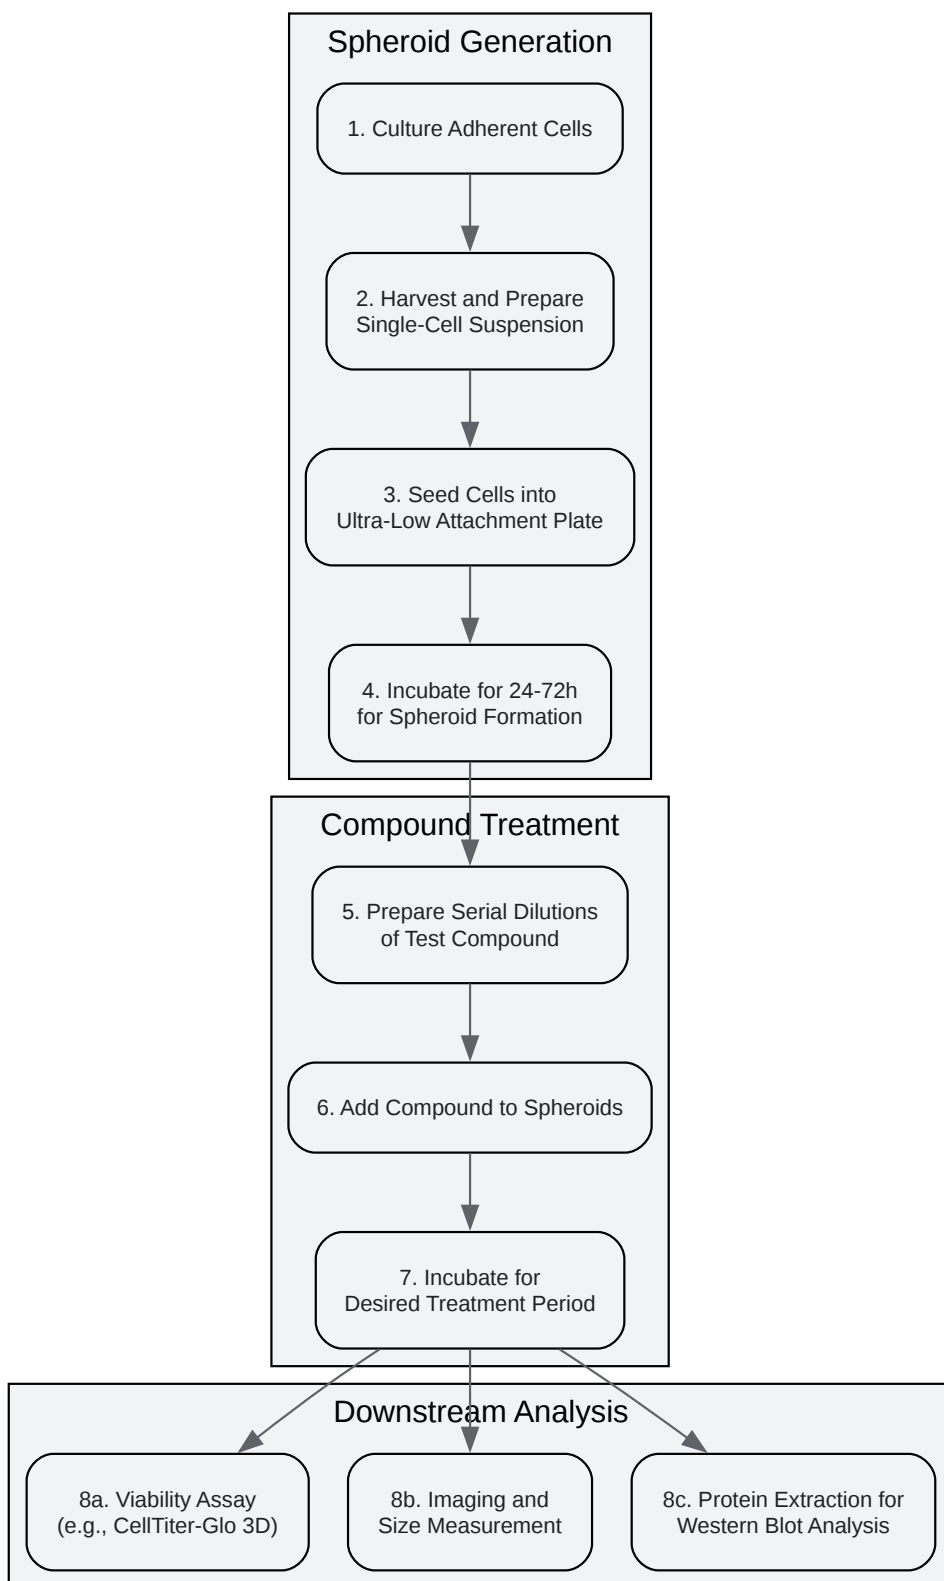 Spheroid Generation
1. Culture Adherent Cells
2. Harvest and Prepare
Single-Cell Suspension
3. Seed Cells into
Ultra-Low Attachment Plate
4. Incubate for 24-72h
for Spheroid Formation
Compound Treatment
5. Prepare Serial Dilutions
of Test Compound
6. Add Compound to Spheroids
7. Incubate for
Desired Treatment Period
Downstream Analysis
8a. Viability Assay
(e.g., CellTiter-Glo 3D)
8b. Imaging and
Size Measurement
8c. Protein Extraction for
Western Blot Analysis